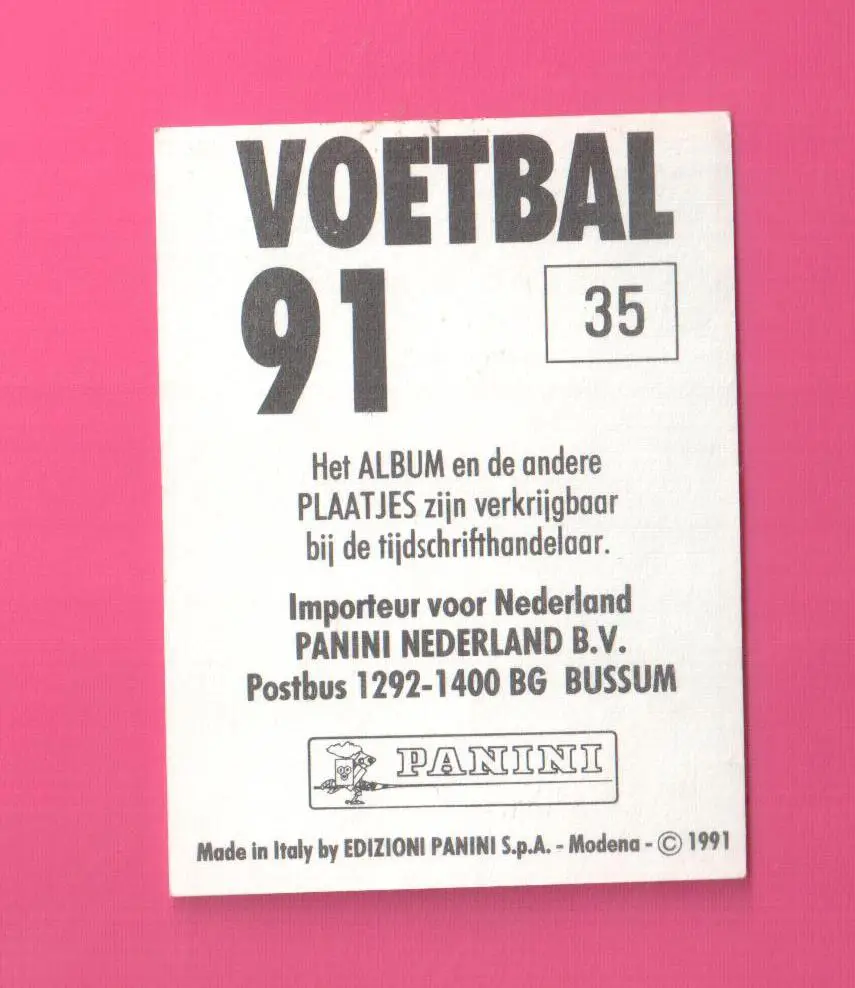 VOETBAL
91
35
Het ALBUM en de andere
PLAATJES zijn verkrijgbaar
bij de tijdschrifthandelaar.
Importeur voor Nederland
PANINI NEDERLAND B.V.
Postbus 1292-1400 BG BUSSUM
PANINI
Made in Italy by EDIZIONI PANINI S.p.A. - Modena - © 1991